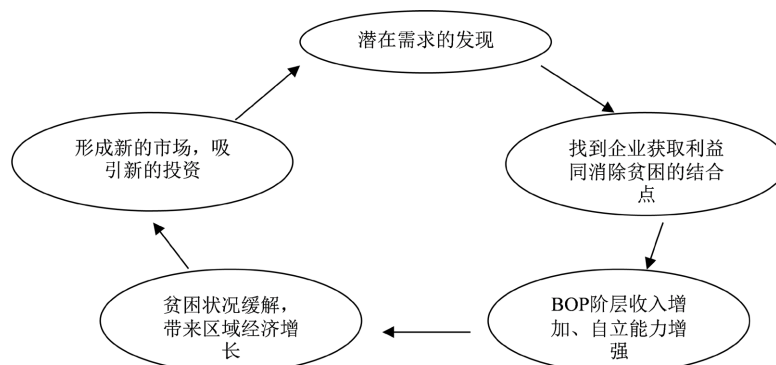 潜在需求的发现
找到企业获取利益
同消除贫困的结合
点
BOP阶层收入增
加、自立能力增
强
贫困状况缓解，
带来区域经济增
长
形成新的市场，吸
引新的投资